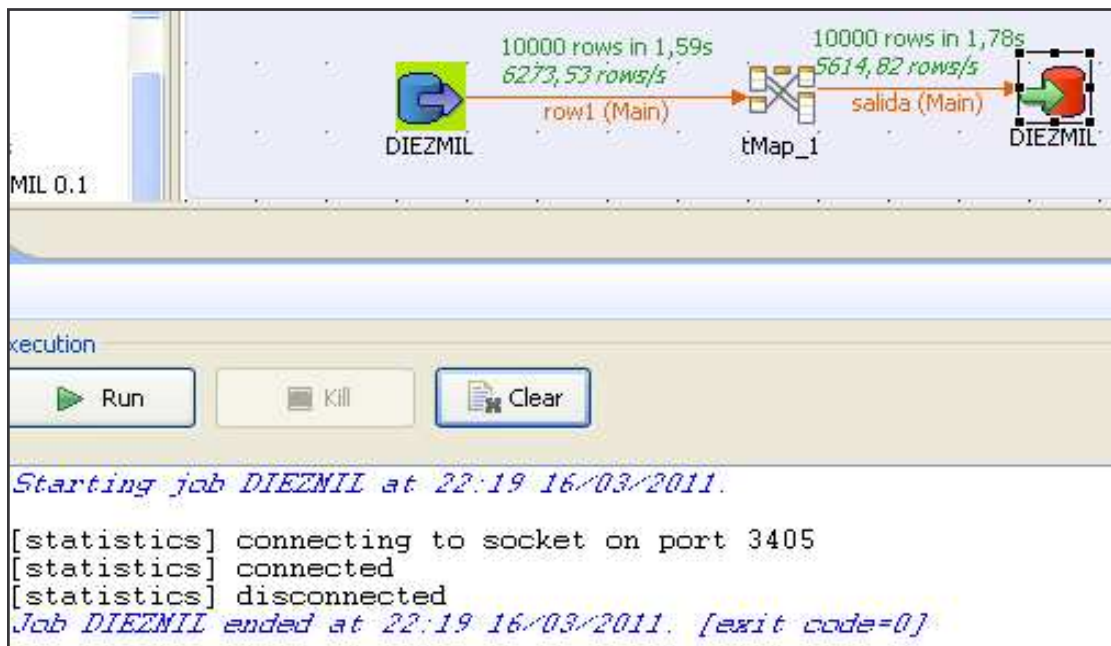 10000 rows in 1,59s
6273,53 rows/s
row1 (Main)
10000 rows in 1,78s
5614,82 rows/s
salida (Main)
DIEZMIL
tMap_1
DIEZMIL
MIL 0.1
xecution
Run
Kill
Clear
Starting job DIEZMIL at 22:19 16/03/2011.
[statistics] connecting to socket on port 3405
[statistics] connected
[statistics] disconnected
Job DIEZMIL ended at 22:19 16/03/2011. [exit code=0]